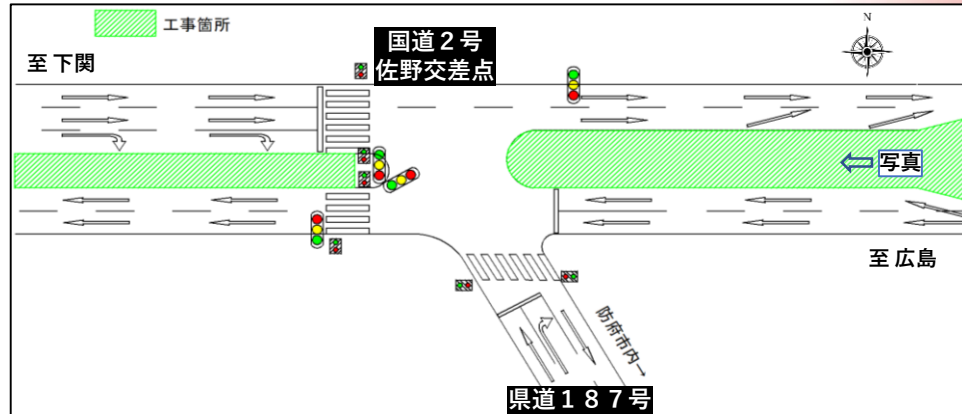 工事箇所
N
至 下関
国道２号
佐野交差点
写真
至 広島
防府市内→
県道１８７号